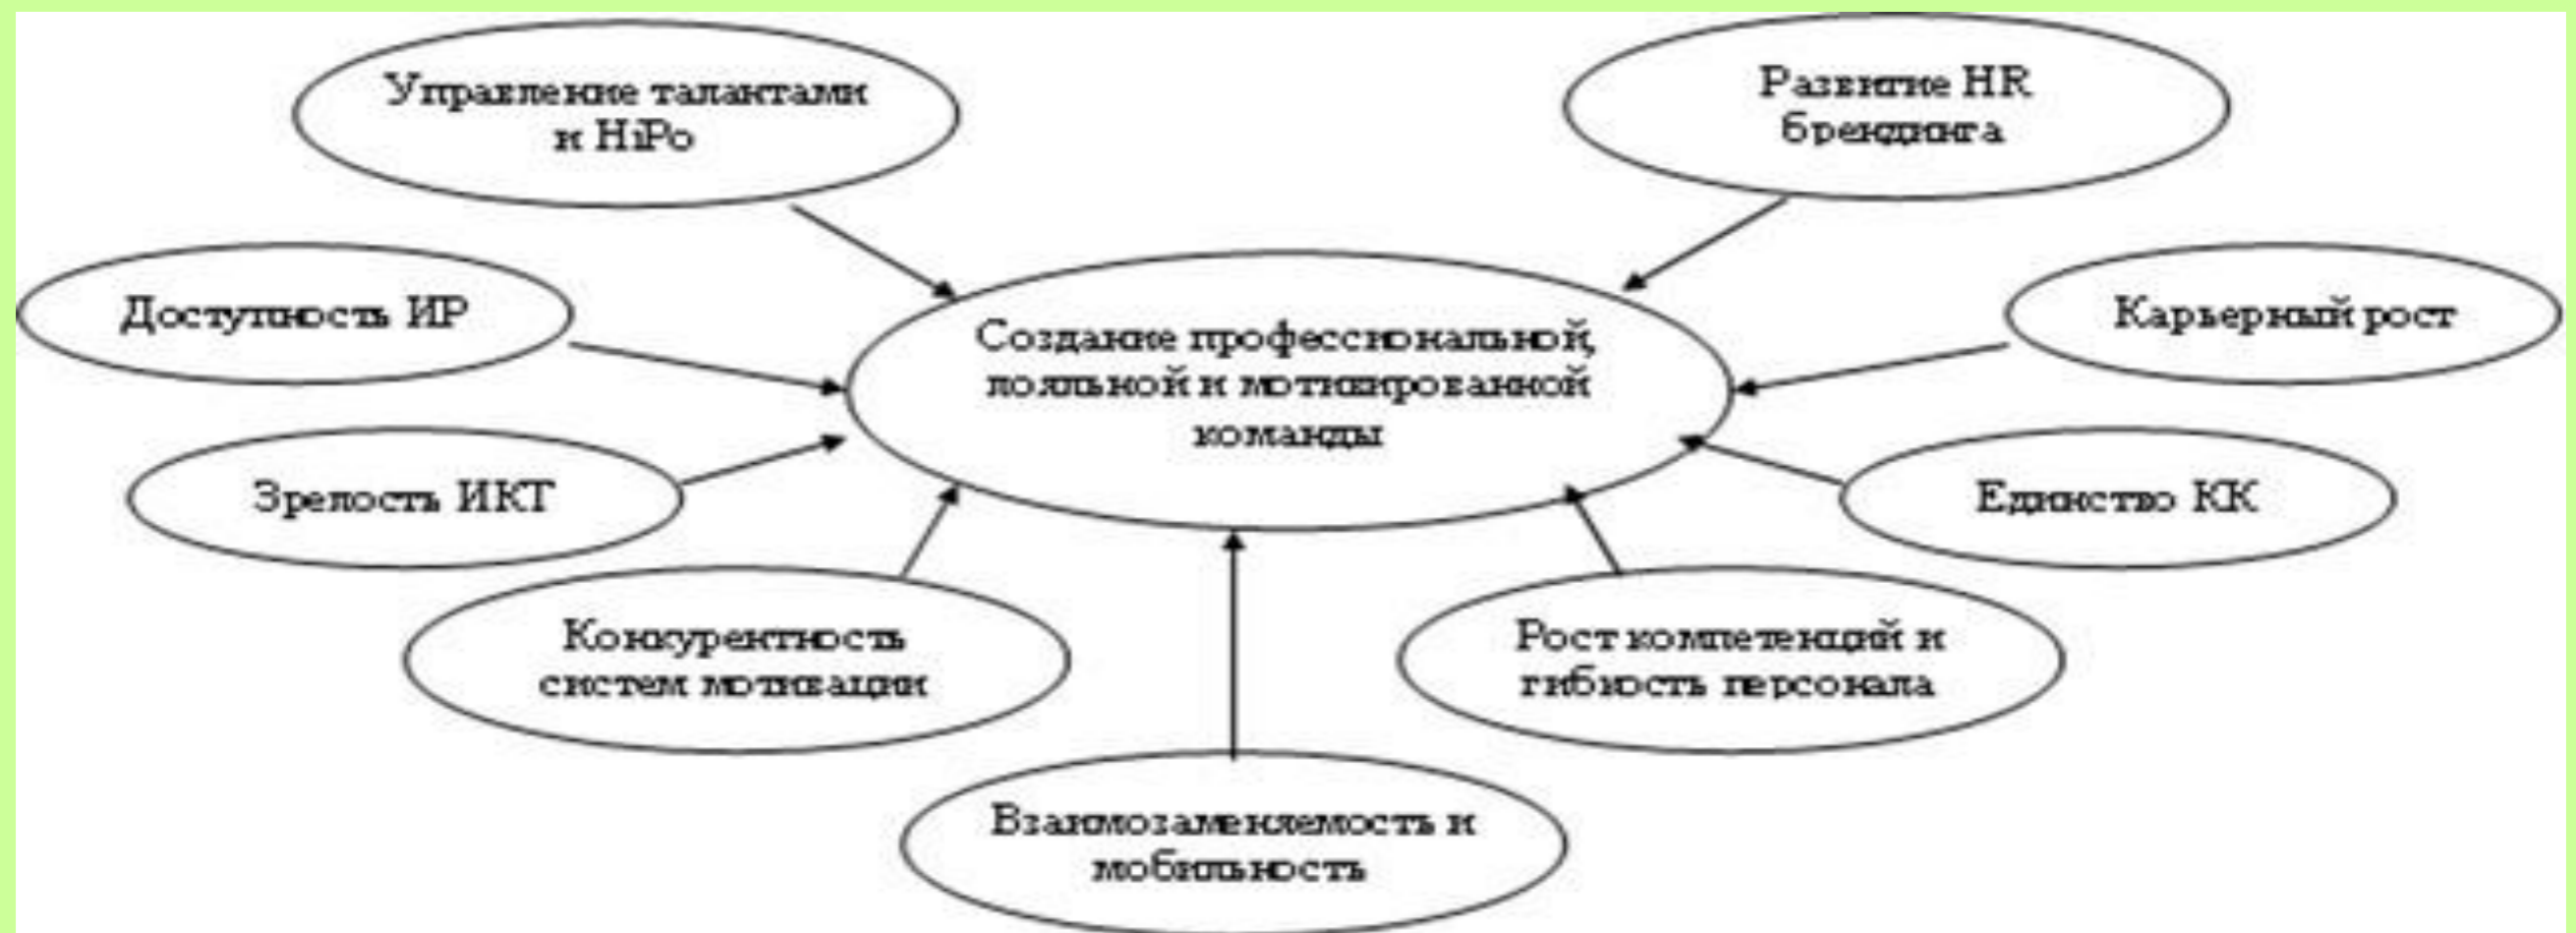 Управление талантами
и HiPo
Развитие HR
брендинга
Доступность ИР
Карьерный рост
Создание профессиональной,
лояльной и мотивированной
команды
Зрелость ИКТ
Единство КК
Конкурентность
систем мотивации
Рост компетенций и
гибкость персонала
Взаимозаменяемость и
мобильность